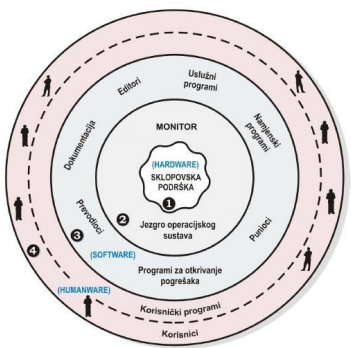 Editori
Uslužni
programi
Dokumentacija
Namjenski
programi
MONITOR
(HARDWARE)
SKLOPOVSKA
PODRŠKA
1
Prevodioci
2
Jezgro operacijskog
sustava
Punioci
3
4
(SOFTWARE)
Programi za otkrivanje
pogrešaka
(HUMANWARE)
Korisnički programi
Korisnici